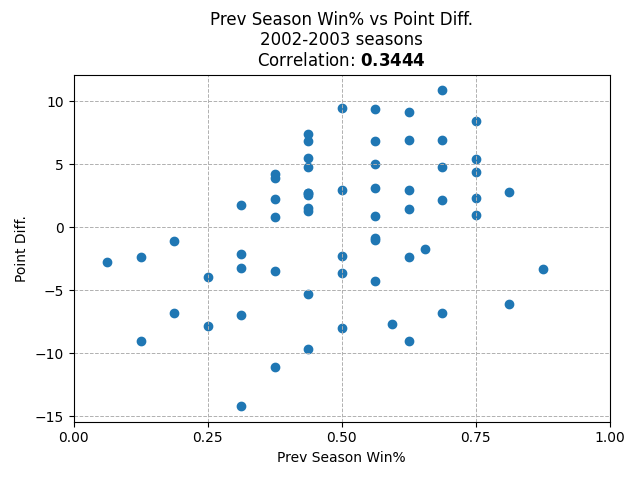 Prev Season Win% vs Point Diff.
2002-2003 seasons
Correlation: 0.3444
10
5
0
−5
−10
−15
Point Diff.
0.00 0.25 0.50 0.75 1.00
Prev Season Win%